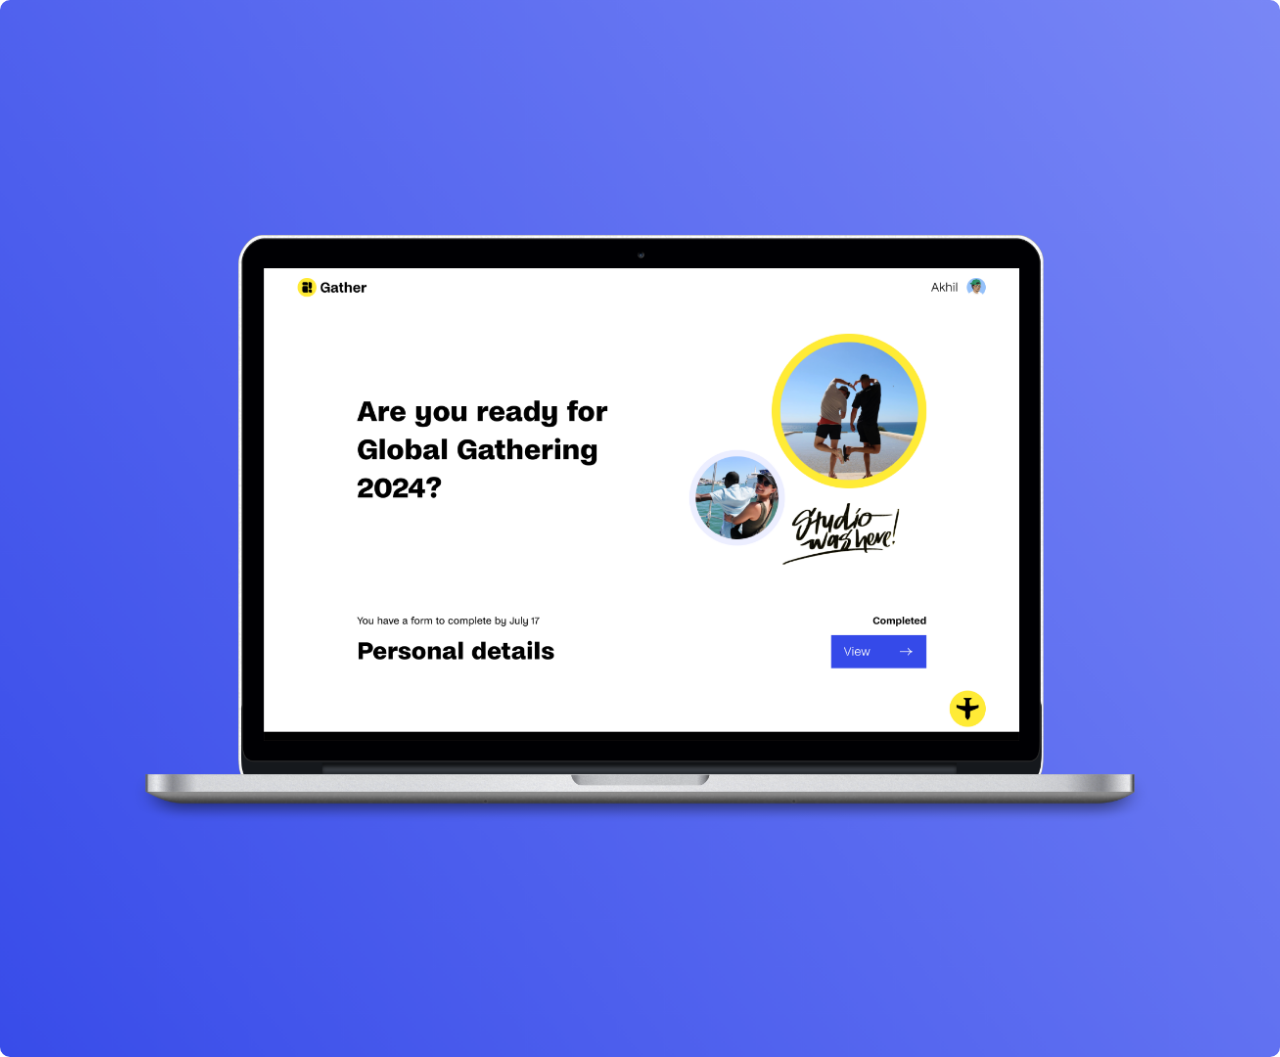 Gather
Akhil
Are you ready for
Global Gathering
2024?
Studio
was here!
You have a form to complete by July 17
Completed
Personal details
View